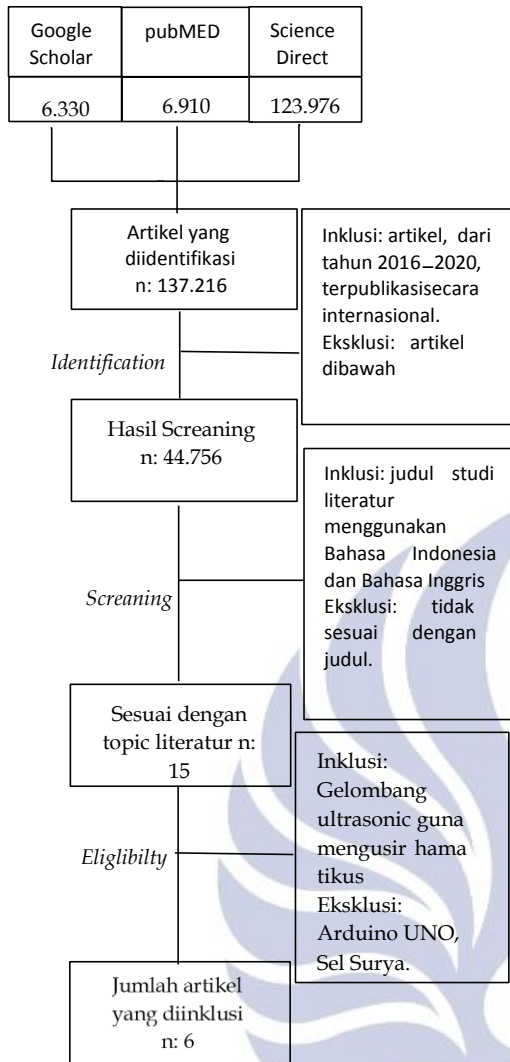 Google
Scholar
pubMED
Science
Direct
6.330
6.910
123.976
Artikel yang
diidentifikasi
n: 137.216
Inklusi: artikel, dari
tahun 2016–2020,
terpublikasisecara
internasional.
Eksklusi: artikel
dibawah
Identification
Hasil Screaning
n: 44.756
Inklusi: judul studi
literatur
menggunakan
Bahasa Indonesia
dan Bahasa Inggris
Eksklusi: tidak
sesuai dengan
judul.
Screaning
Sesuai dengan
topic literatur n:
15
Inklusi:
Gelombang
ultrasonic guna
mengusir hama
tikus
Eksklusi:
Arduino UNO,
Sel Surya.
Eliglibilty
Jumlah artikel
yang diinklusi
n: 6